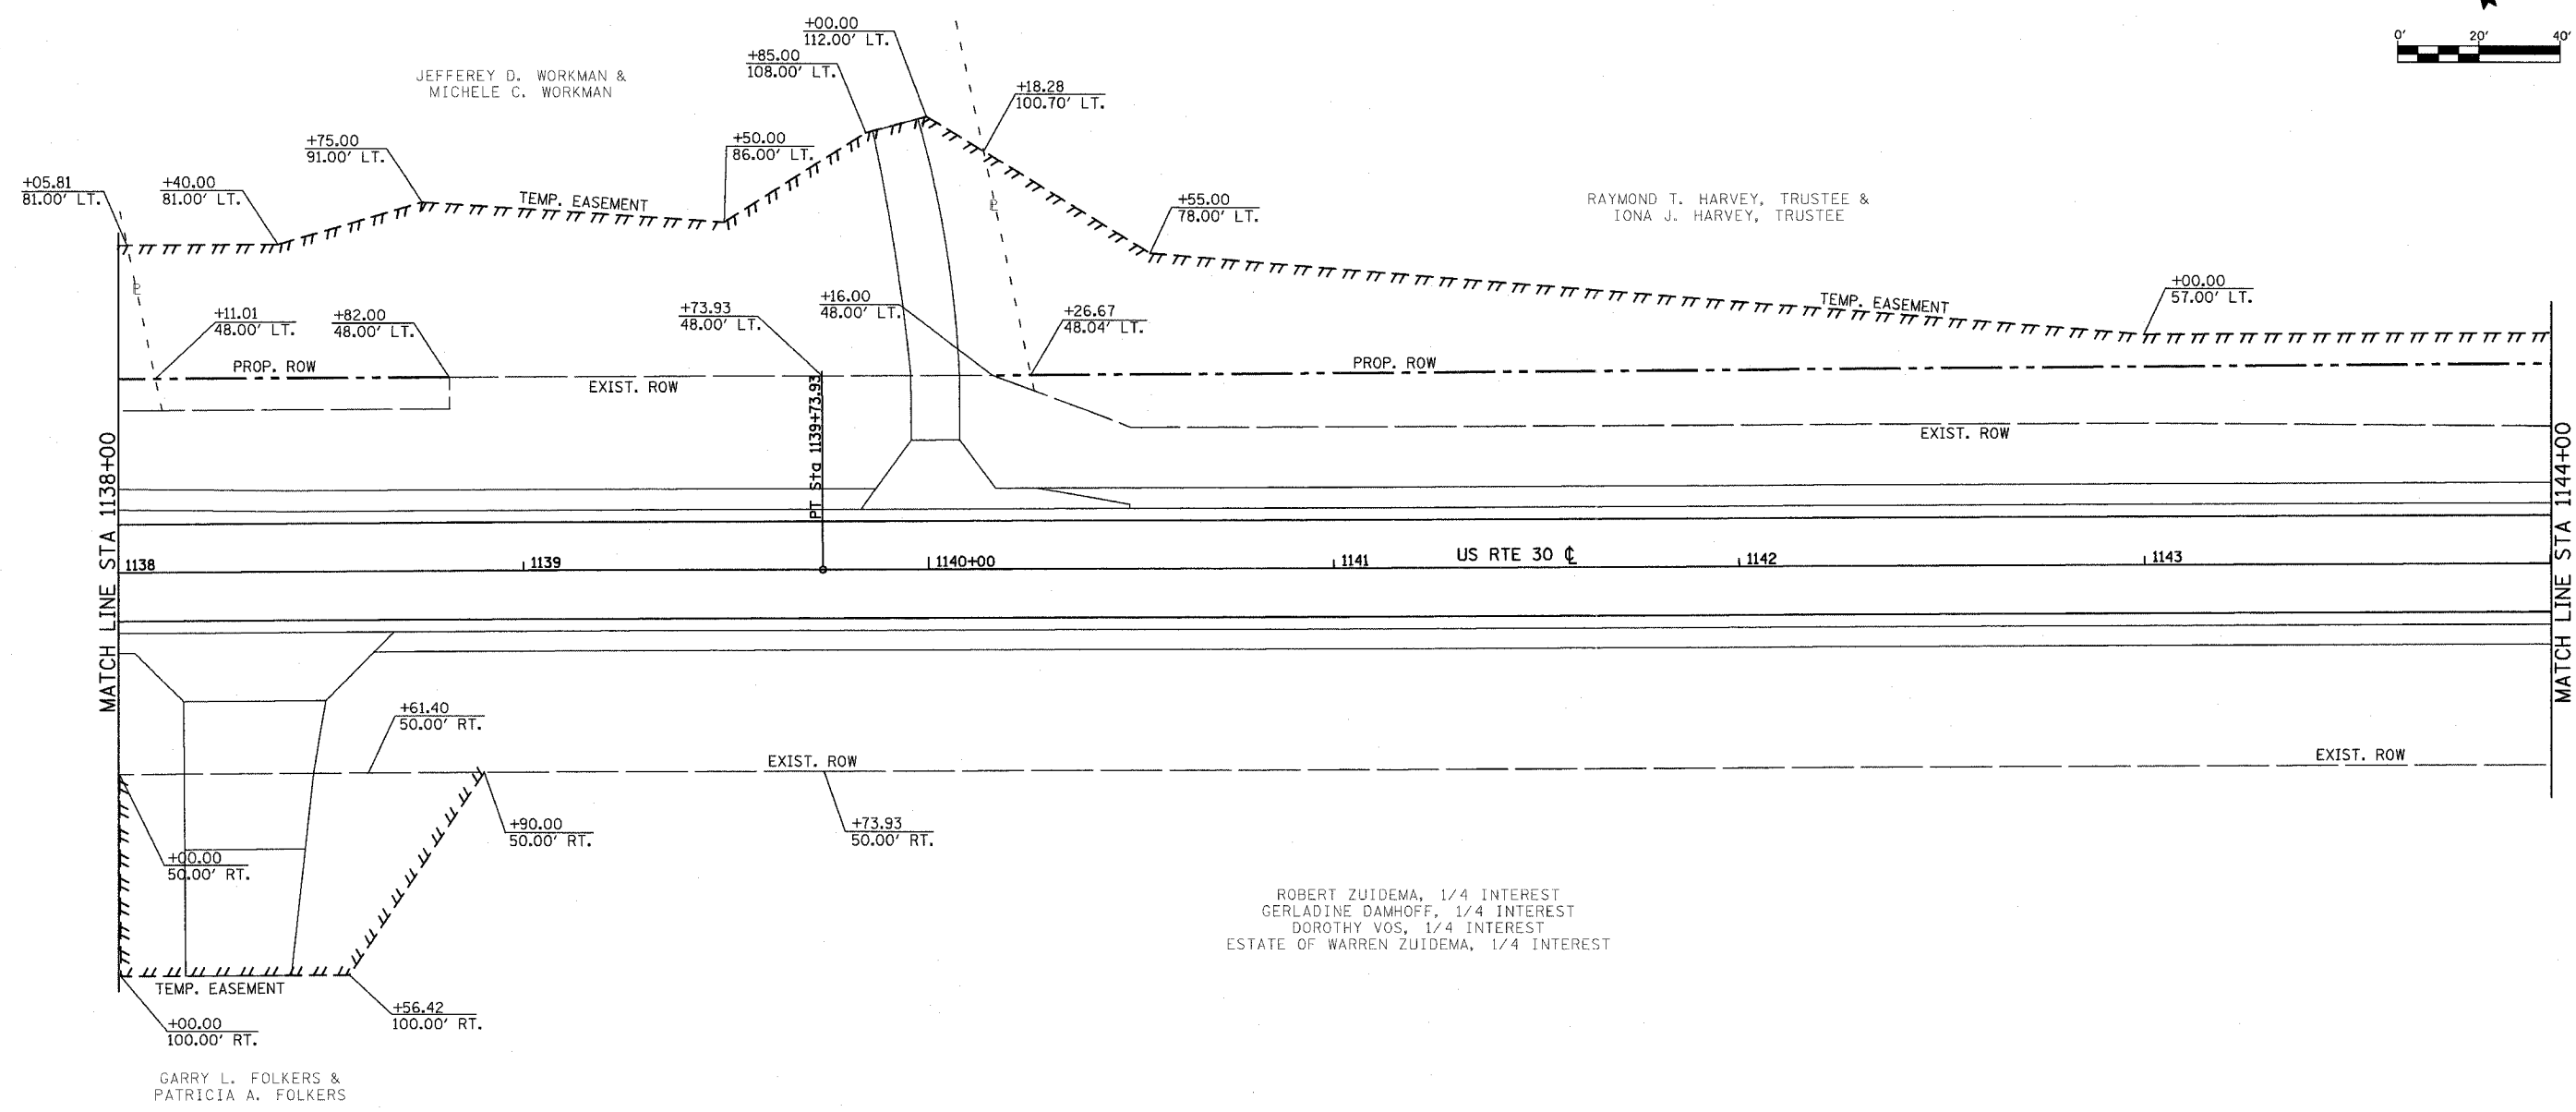 0' 20' 40'
+00.00
112.00' LT.
+85.00
108.00' LT.
JEFFEREY D. WORKMAN &
MICHELE C. WORKMAN
+18.28
100.70' LT.
+75.00
91.00' LT.
+50.00
86.00' LT.
+05.81
81.00' LT.
+40.00
81.00' LT.
TEMP. EASEMENT
+55.00
78.00' LT.
RAYMOND T. HARVEY, TRUSTEE &
IONA J. HARVEY, TRUSTEE
+00.00
57.00' LT.
TEMP. EASEMENT
+11.01
48.00' LT.
+82.00
48.00' LT.
+73.93
48.00' LT.
+16.00
48.00' LT.
+26.67
48.04' LT.
PROP. ROW
EXIST. ROW
PROP. ROW
EXIST. ROW
PT Sta 1139+73.93
MATCH LINE STA 1138+00
MATCH LINE STA 1144+00
1138
1139
1140+00
1141
US RTE 30 ℄
1142
1143
+61.40
50.00' RT.
EXIST. ROW
EXIST. ROW
+00.00
50.00' RT.
+90.00
50.00' RT.
+73.93
50.00' RT.
ROBERT ZUIDEMA, 1/4 INTEREST
GERLADINE DAMHOFF, 1/4 INTEREST
DOROTHY VOS, 1/4 INTEREST
ESTATE OF WARREN ZUIDEMA, 1/4 INTEREST
TEMP. EASEMENT
+56.42
100.00' RT.
+00.00
100.00' RT.
GARRY L. FOLKERS &
PATRICIA A. FOLKERS